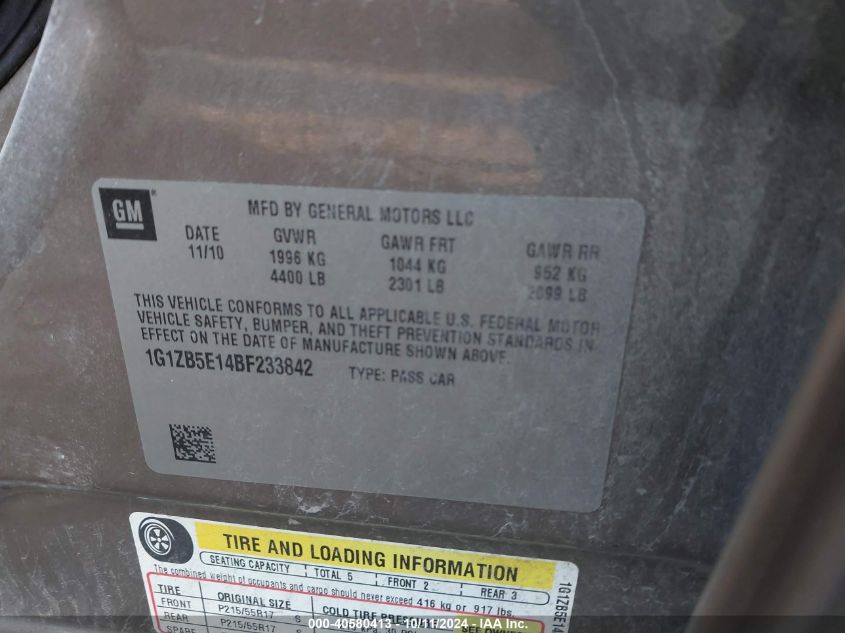 GM
MFD BY GENERAL MOTORS LLC
DATE GVWR GAWR FRT GAWR RR
11/10 1996 KG 1044 KG 952 KG
4400 LB 2301 LB 2099 LB
THIS VEHICLE CONFORMS TO ALL APPLICABLE U.S. FEDERAL MOTOR
VEHICLE SAFETY, BUMPER, AND THEFT PREVENTION STANDARDS IN
EFFECT ON THE DATE OF MANUFACTURE SHOWN ABOVE.
1G1ZB5E14BF233842 TYPE: PASS CAR
TIRE AND LOADING INFORMATION
SEATING CAPACITY TOTAL 5 FRONT 2 REAR 3
The combined weight of occupants and cargo should never exceed 416 kg or 917 lbs.
TIRE ORIGINAL SIZE COLD TIRE PRESSURE
FRONT P215/55R17 S
REAR P215/55R17 S SEE OWNER
SPARE
1G1ZB5E14
000-40580413 - 10/11/2024 - IAA Inc.